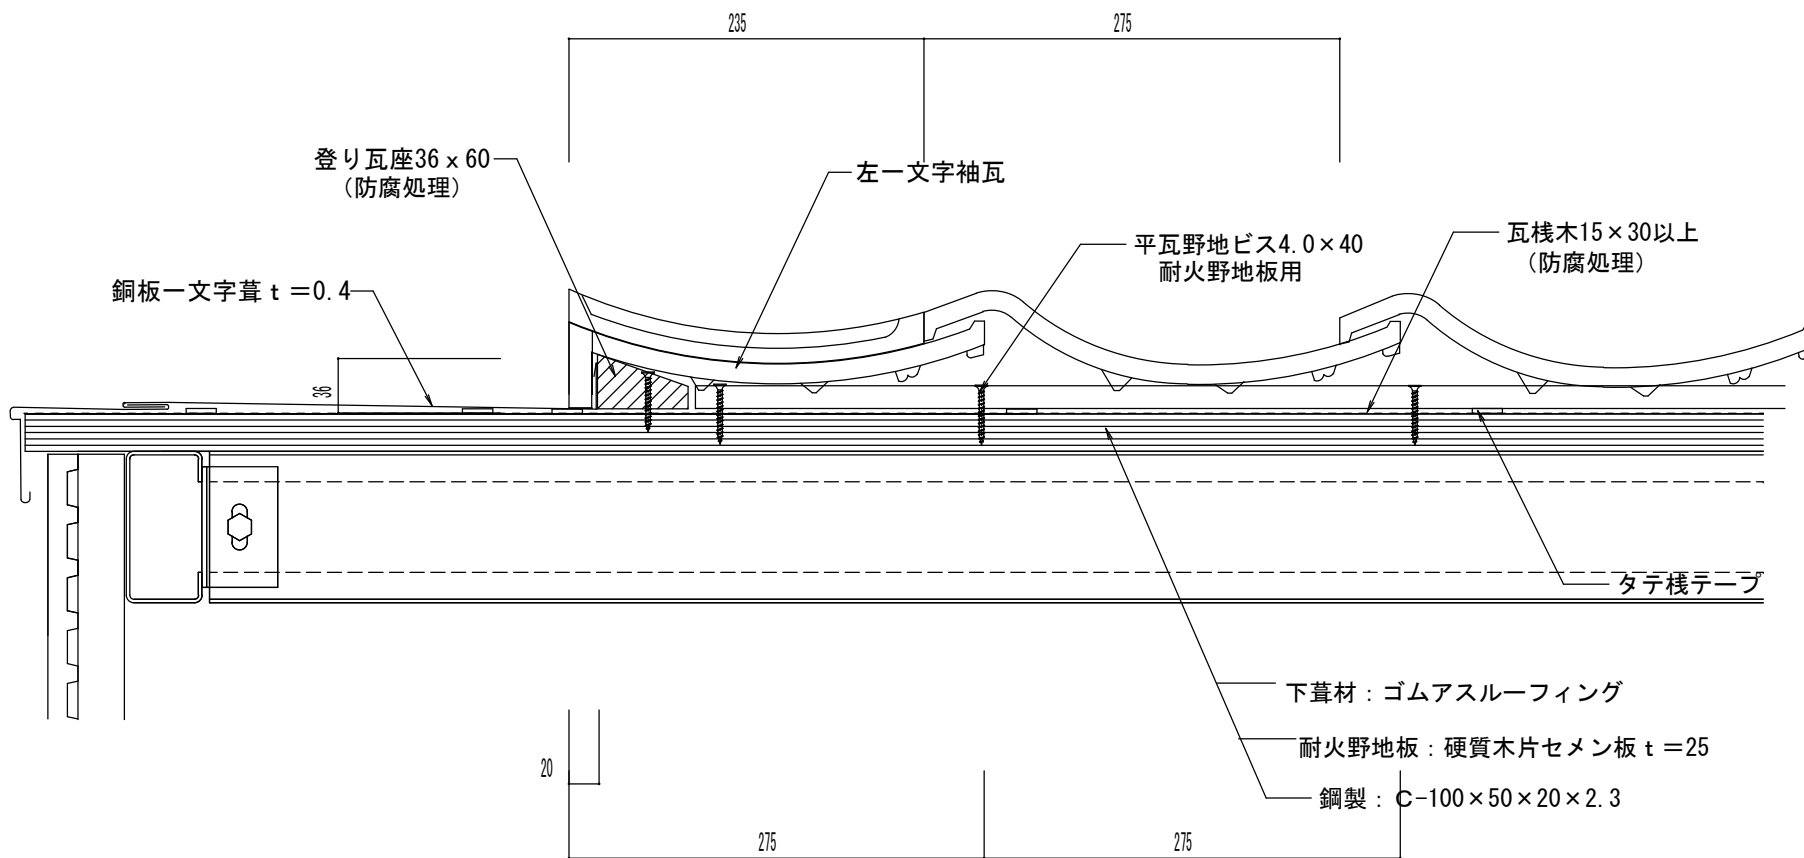 235
275
登り瓦座36x60
(防腐処理)
左一文字袖瓦
平瓦野地ビス4.0×40
耐火野地板用
瓦桟木15×30以上
(防腐処理)
銅板一文字葺t=0.4
36
タテ桟テープ
下葺材:ゴムアスルーフィング
耐火野地板:硬質木片セメン板t=25
鋼製:C-100×50×20×2.3
20
275
275